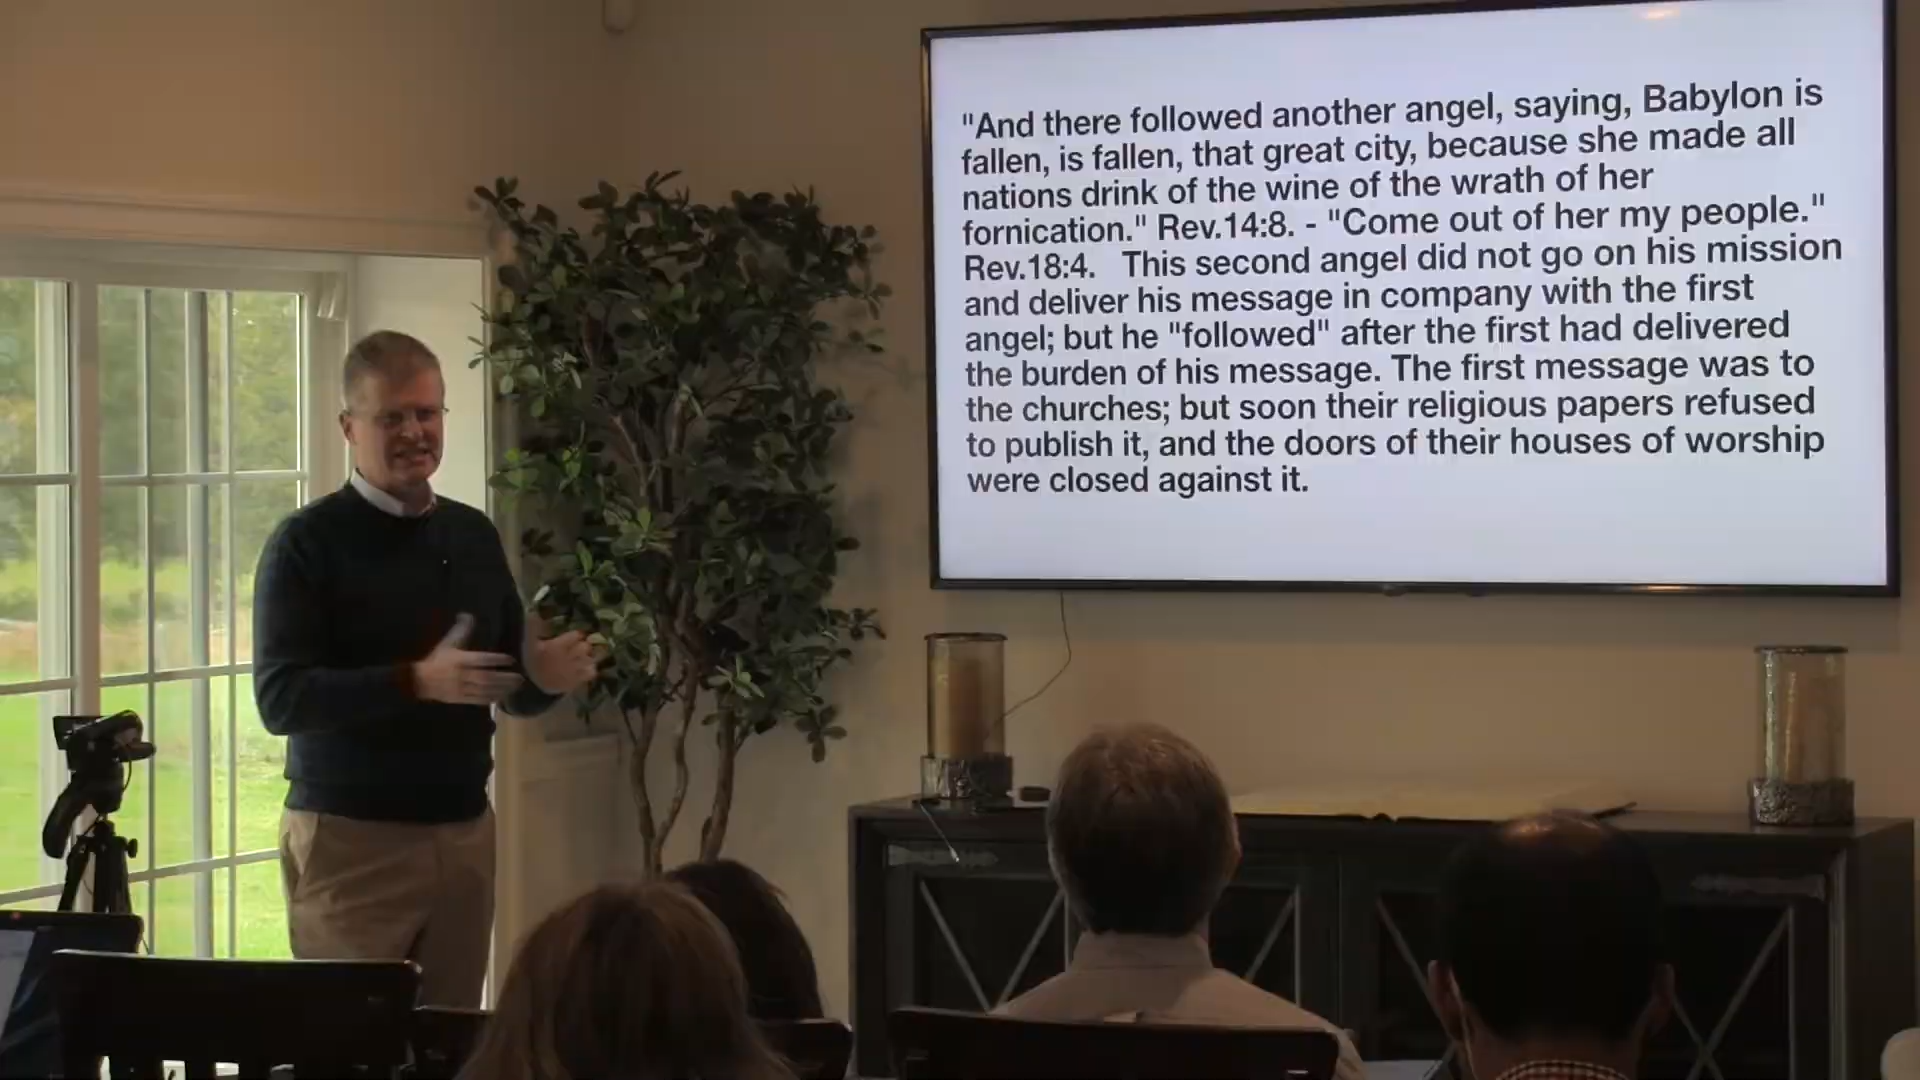 "And there followed another angel, saying, Babylon is
fallen, is fallen, that great city, because she made all
nations drink of the wine of the wrath of her
fornication." Rev.14:8. - "Come out of her my people."
Rev.18:4.   This second angel did not go on his mission
and deliver his message in company with the first
angel; but he "followed" after the first had delivered
the burden of his message. The first message was to
the churches; but soon their religious papers refused
to publish it, and the doors of their houses of worship
were closed against it.